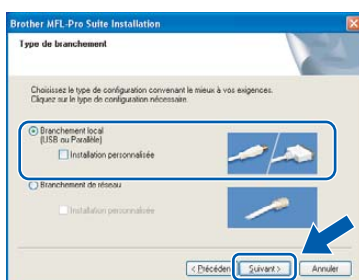 Brother MFL-Pro Suite Installation
Type de branchement
Choisissez le type de configuration convenant le mieux à vos exigences.
Cliquez sur le type de configuration nécessaire.
Branchement local
(USB ou Parallèle)
Installation personnalisée
Branchement de réseau
Installation personnalisée
< Précéden
Suivant >
Annuler